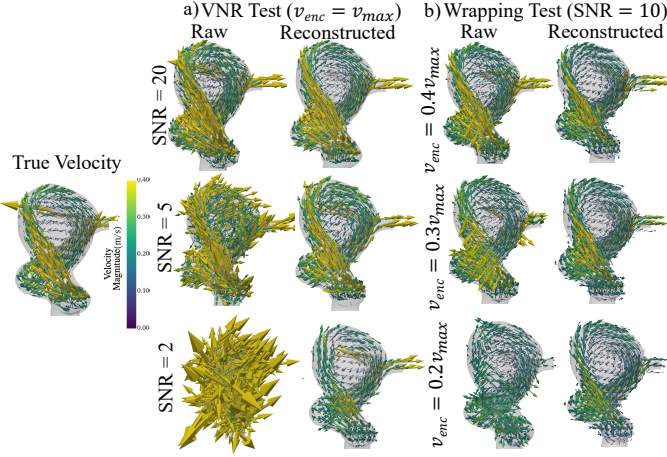 a) VNR Test (v_enc = v_max)
b) Wrapping Test (SNR = 10)
Raw
Reconstructed
Raw
Reconstructed
SNR = 20
v_enc = 0.4v_max
True Velocity
0.40
0.30
0.20
0.10
0.00
Velocity
Magnitude(m/s)
SNR = 5
v_enc = 0.3v_max
SNR = 2
v_enc = 0.2v_max